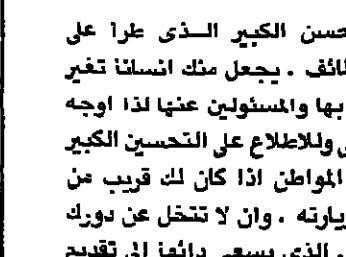 حسن الكبير الــذى طرا على
ائف . يجعل منك انسانا تغير
بها والمسئولين عنها لذا اوجه
ى وللاطلاع على التحسين الكبير
المواطن اذا كان لك قريب من
يارته . وان لا تتخل عن دورك
. الذى يسعى دائما الى تقديم